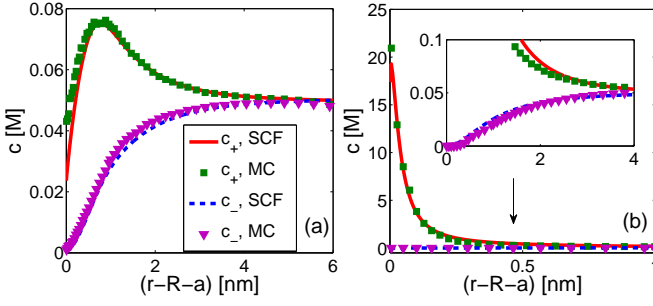 0.08
0.06
0.04
0.02
0
0
2
4
6
c [M]
(r−R−a) [nm]
c+, SCF
c+, MC
c−, SCF
c−, MC
(a)
25
20
15
10
5
0
0
0.5
c [M]
(r−R−a) [nm]
(b)
0.1
0.05
0
0
2
4